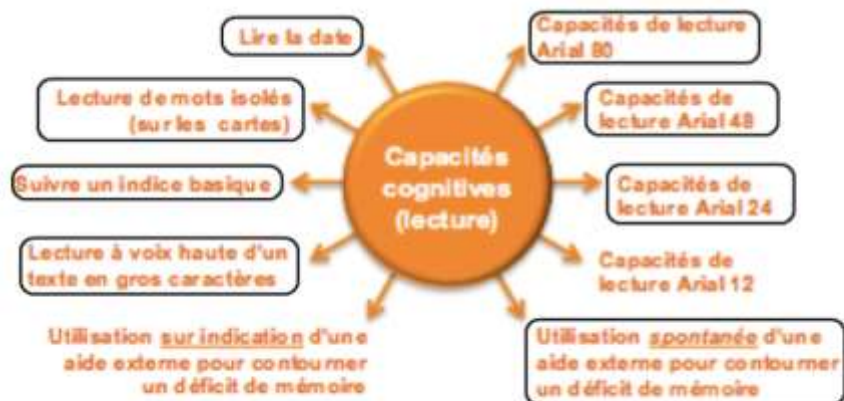 Lire la date
Capacités de lecture
Arial 80
Lecture de mots isolés
(sur les cartes)
Capacités de
lecture Arial 48
Capacités
cognitives
(lecture)
Suivre un indice basique
Capacités de
lecture Arial 24
Lecture à voix haute d'un
texte en gros caractères
Capacités de
lecture Arial 12
Utilisation sur indication d'une
aide externe pour contourner
un déficit de mémoire
Utilisation spontanée d'une
aide externe pour contourner
un déficit de mémoire